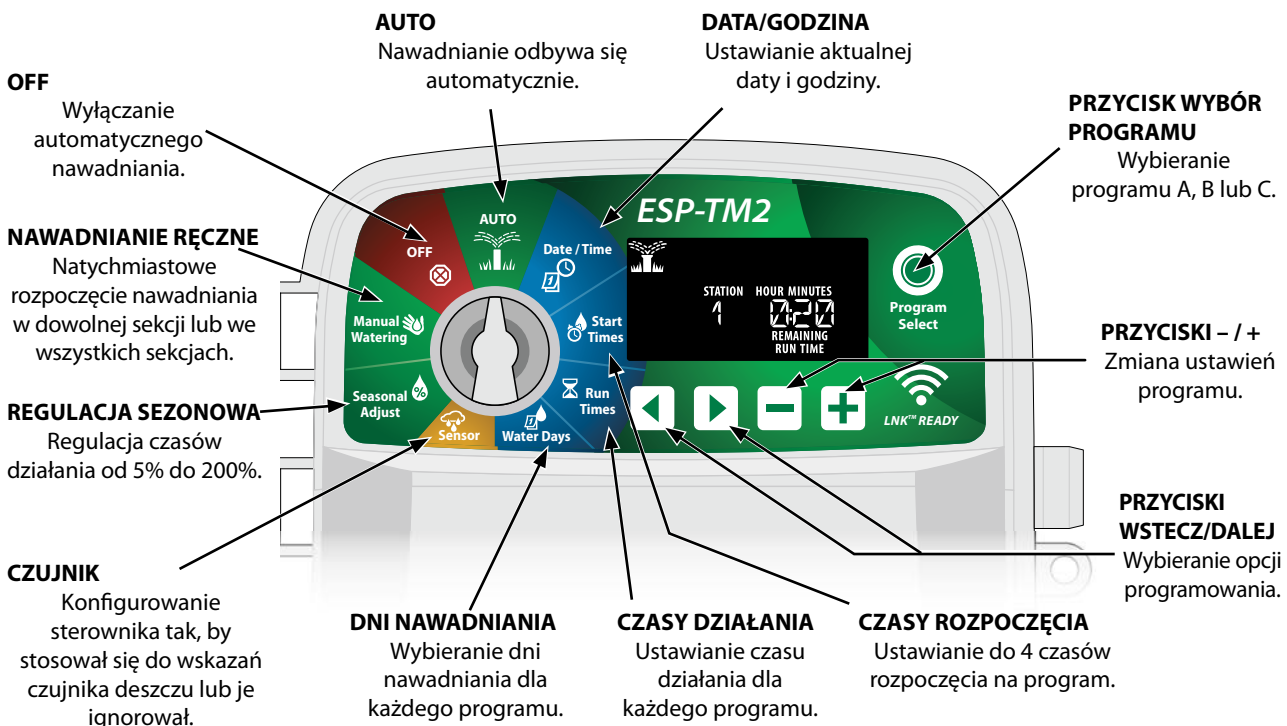 AUTO
Nawadnianie odbywa się
automatycznie.
DATA/GODZINA
Ustawianie aktualnej
daty i godziny.
OFF
Wyłączanie
automatycznego
nawadniania.
PRZYCISK WYBÓR
PROGRAMU
Wybieranie
programu A, B lub C.
NAWADNIANIE RĘCZNE
Natychmiastowe
rozpoczęcie nawadniania
w dowolnej sekcji lub we
wszystkich sekcjach.
REGULACJA SEZONOWA
Regulacja czasów
działania od 5% do 200%.
CZUJNIK
Konfigurowanie
sterownika tak, by
stosował się do wskazań
czujnika deszczu lub je
ignorował.
ESP-TM2
AUTO
OFF
Date / Time
1
Manual
Watering
Start
Times
Seasonal
Adjust
%
Run
Times
Sensor
Water Days
1
STATION HOUR MINUTES
1 0:20
REMAINING
RUN TIME
Program
Select
LNK™ READY
PRZYCISKI – / +
Zmiana ustawień
programu.
PRZYCISKI
WSTECZ/DALEJ
Wybieranie opcji
programowania.
DNI NAWADNIANIA
Wybieranie dni
nawadniania dla
każdego programu.
CZASY DZIAŁANIA
Ustawianie czasu
działania dla
każdego programu.
CZASY ROZPOCZĘCIA
Ustawianie do 4 czasów
rozpoczęcia na program.